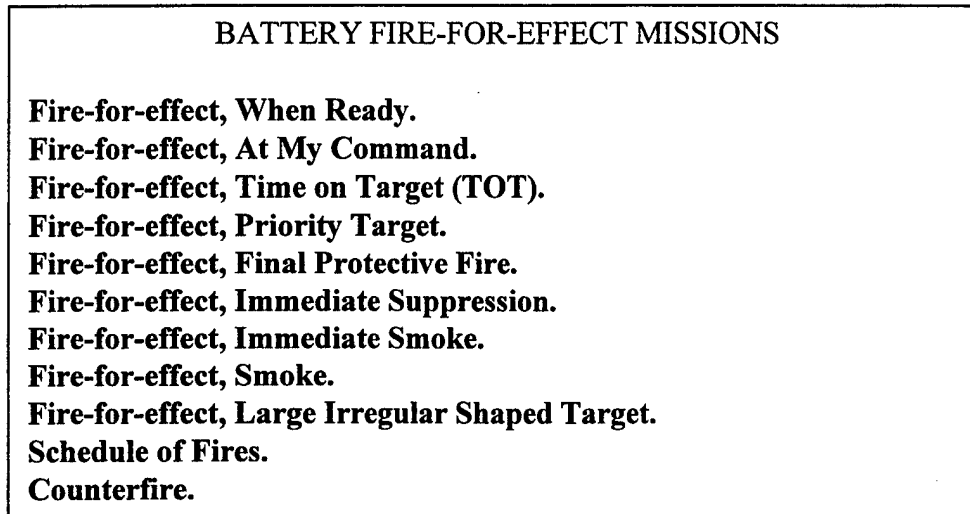 BATTERY FIRE-FOR-EFFECT MISSIONS
Fire-for-effect, When Ready.
Fire-for-effect, At My Command.
Fire-for-effect, Time on Target (TOT).
Fire-for-effect, Priority Target.
Fire-for-effect, Final Protective Fire.
Fire-for-effect, Immediate Suppression.
Fire-for-effect, Immediate Smoke.
Fire-for-effect, Smoke.
Fire-for-effect, Large Irregular Shaped Target.
Schedule of Fires.
Counterfire.